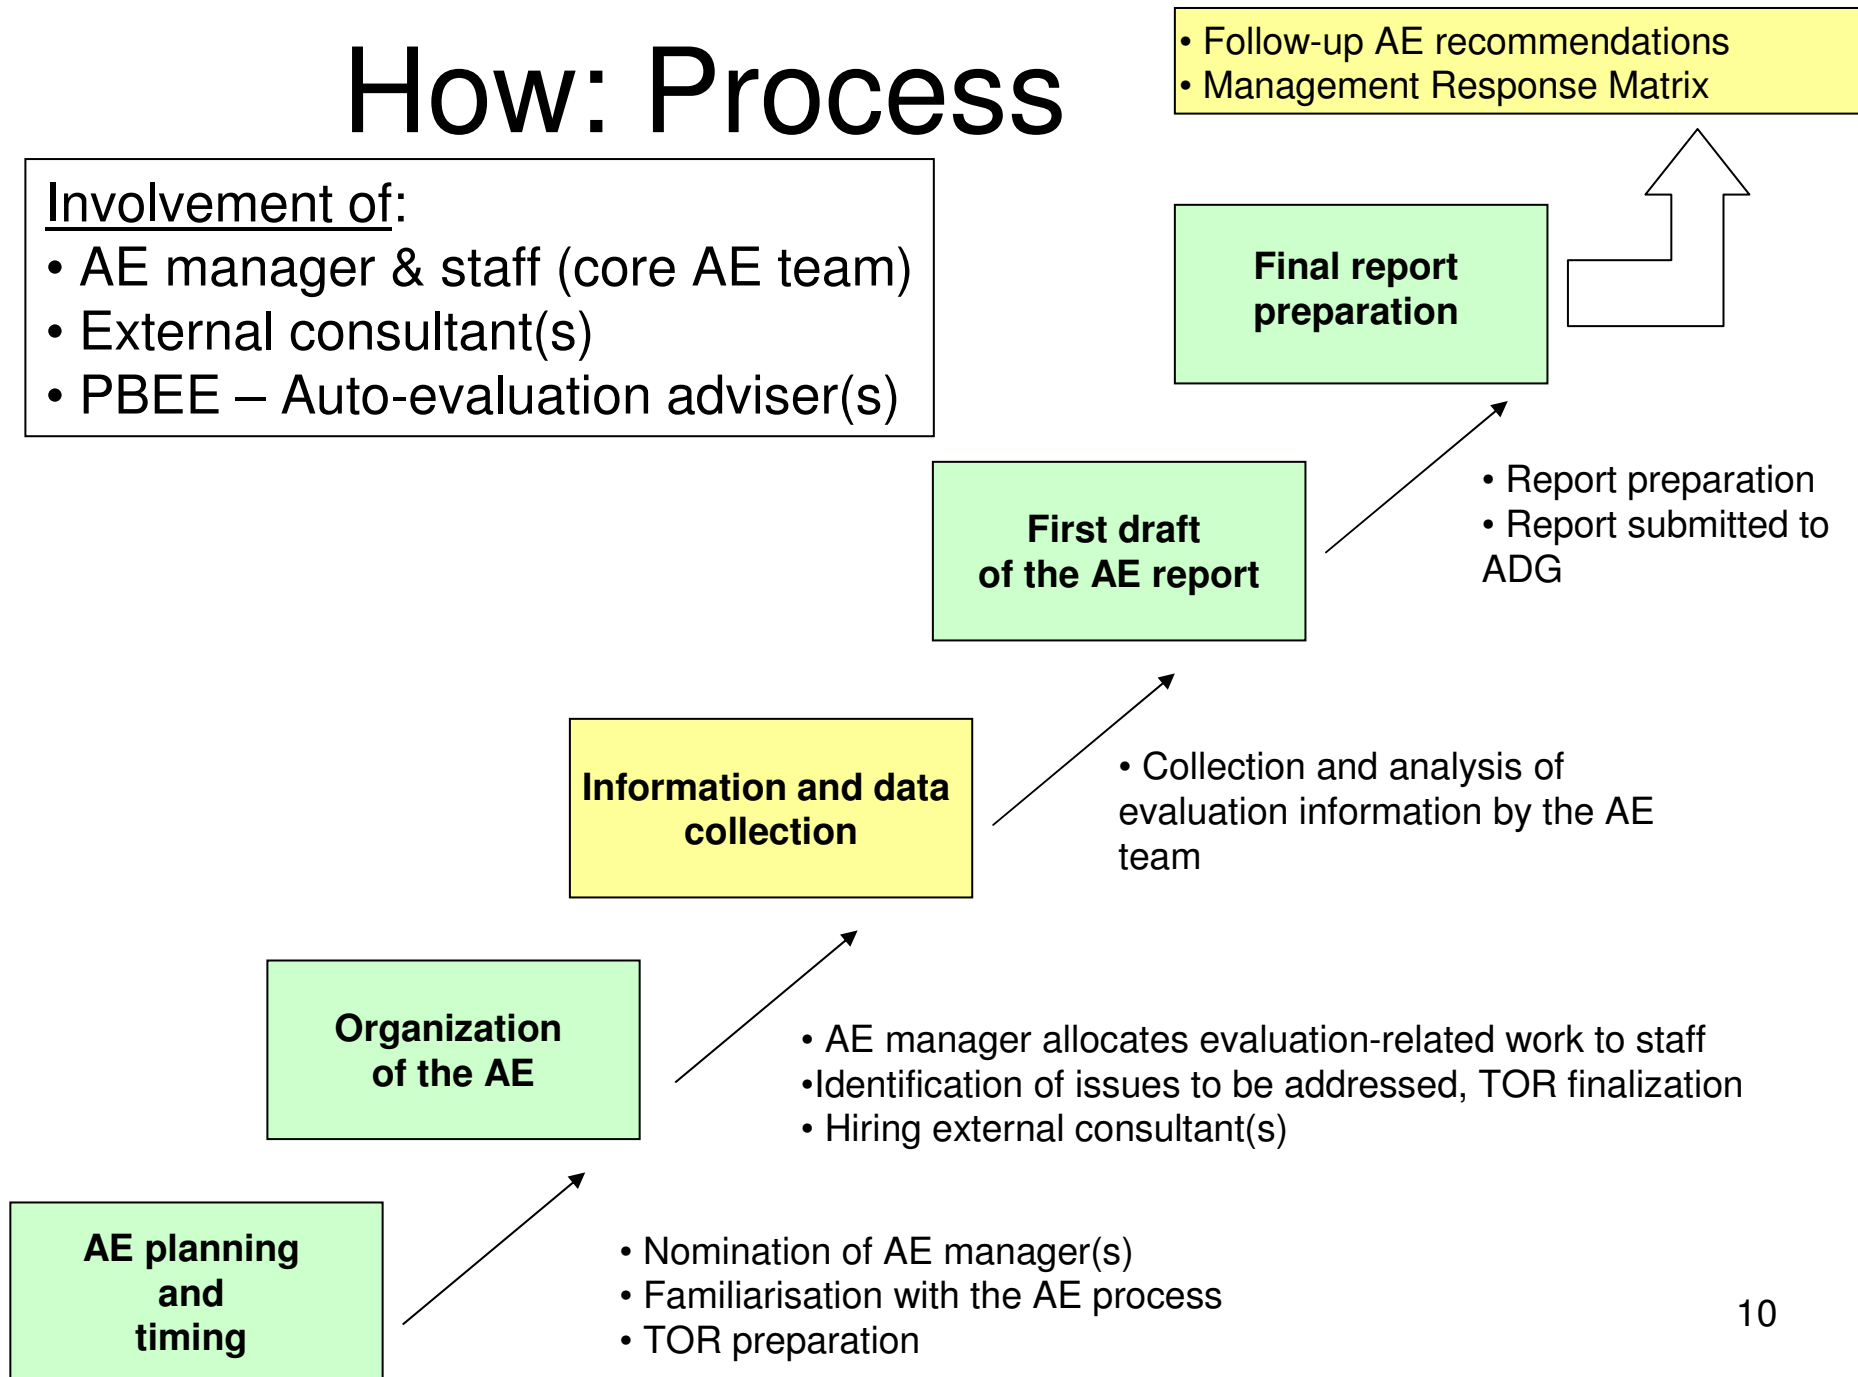 How: Process
• Follow-up AE recommendations
• Management Response Matrix
Involvement of:
• AE manager & staff (core AE team)
• External consultant(s)
• PBEE – Auto-evaluation adviser(s)
Final report
preparation
• Report preparation
• Report submitted to
ADG
First draft
of the AE report
Information and data
collection
• Collection and analysis of
evaluation information by the AE
team
Organization
of the AE
• AE manager allocates evaluation-related work to staff
•Identification of issues to be addressed, TOR finalization
• Hiring external consultant(s)
AE planning
and
timing
• Nomination of AE manager(s)
• Familiarisation with the AE process
• TOR preparation
10